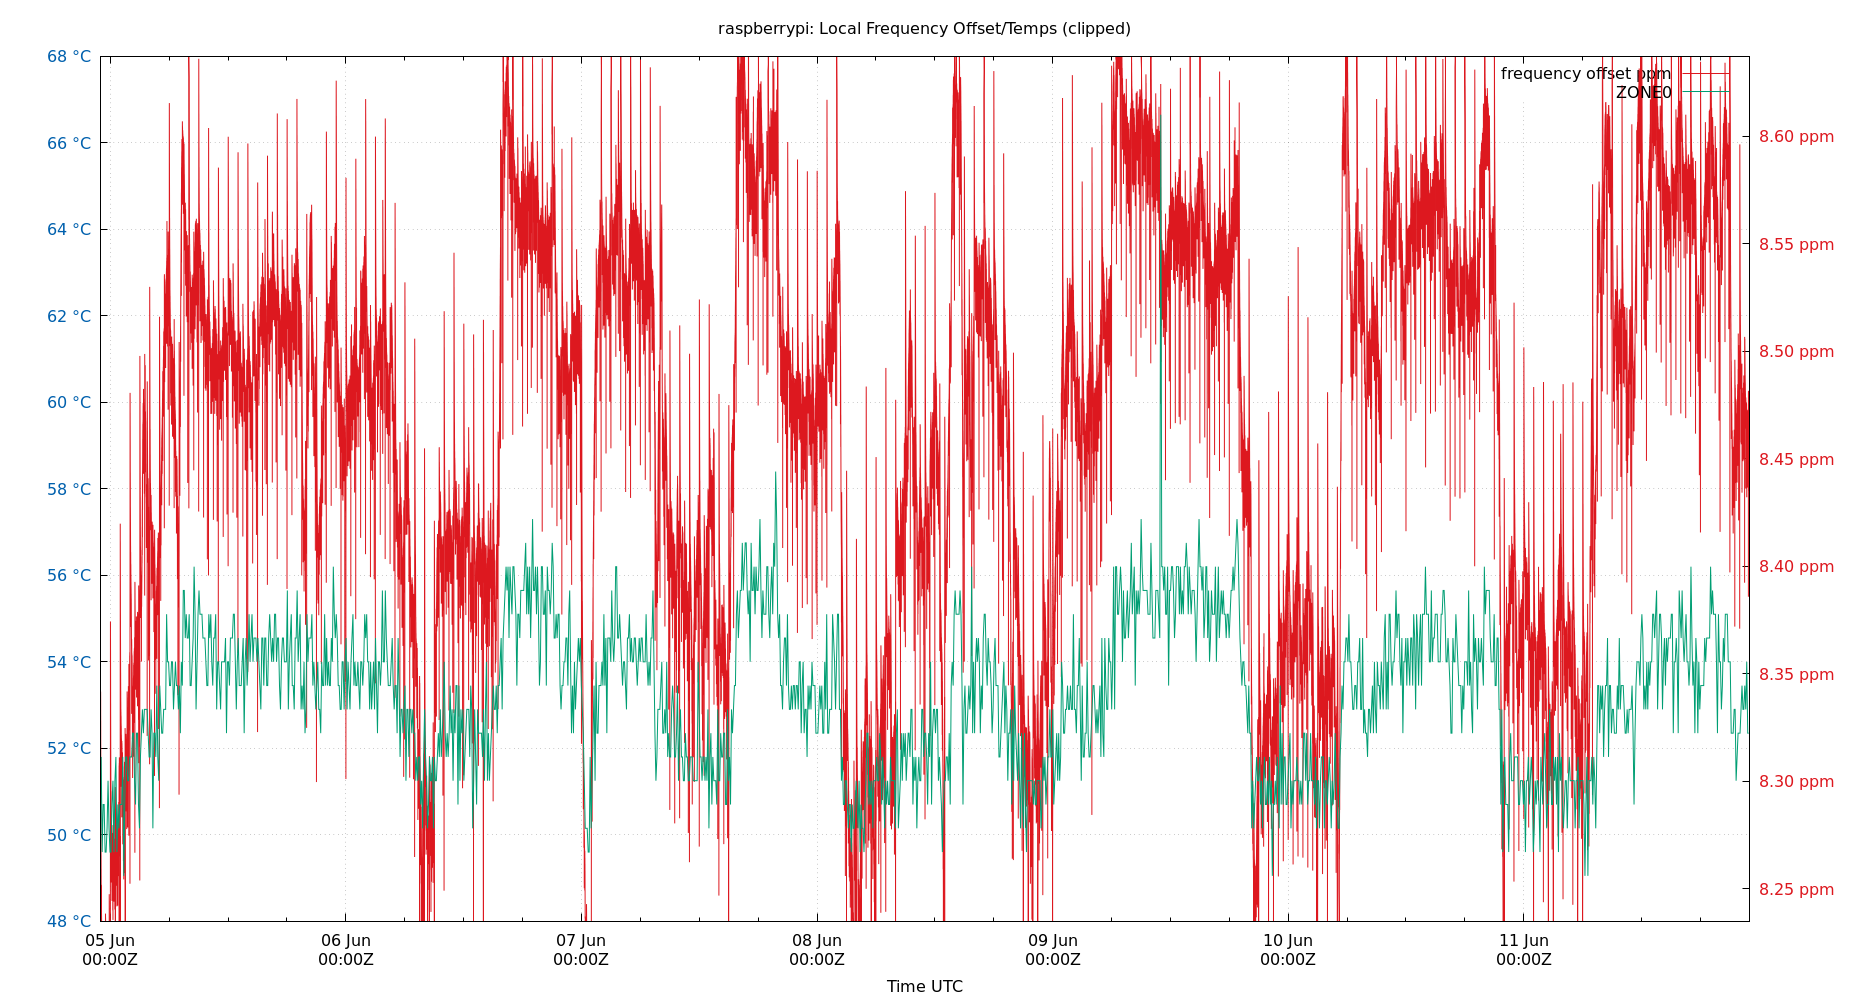 raspberrypi: Local Frequency Offset/Temps (clipped)
68 °C
66 °C
64 °C
62 °C
60 °C
58 °C
56 °C
54 °C
52 °C
50 °C
48 °C
frequency offset ppm
ZONE0
8.60 ppm
8.55 ppm
8.50 ppm
8.45 ppm
8.40 ppm
8.35 ppm
8.30 ppm
8.25 ppm
05 Jun 06 Jun 07 Jun 08 Jun 09 Jun 10 Jun 11 Jun
00:00Z 00:00Z 00:00Z 00:00Z 00:00Z 00:00Z 00:00Z
Time UTC